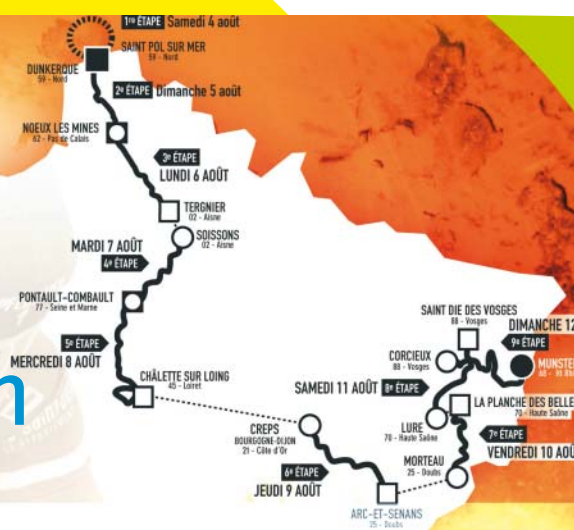 1re ÉTAPE Samedi 4 août
SAINT POL SUR MER
59 - Nord
DUNKERQUE
59 - Nord
2e ÉTAPE Dimanche 5 août
NOEUX LES MINES
62 - Pas de Calais
3e ÉTAPE
LUNDI 6 AOÛT
TERGNIER
02 - Aisne
SOISSONS
02 - Aisne
MARDI 7 AOÛT
4e ÉTAPE
PONTAULT-COMBAULT
77 - Seine et Marne
5e ÉTAPE
MERCREDI 8 AOÛT
CHÂLETTE SUR LOING
45 - Loiret
CREPS
BOURGOGNE-DIJON
21 - Côte d'Or
6e ÉTAPE
JEUDI 9 AOÛT
ARC-ET-SENANS
25 - Doubs
MORTEAU
25 - Doubs
7e ÉTAPE
VENDREDI 10 AOÛ
LA PLANCHE DES BELLE
70 - Haute Saône
LURE
70 - Haute Saône
SAMEDI 11 AOÛT 8e ÉTAPE
CORCIEUX
88 - Vosges
SAINT DIE DES VOSGES
88 - Vosges
DIMANCHE 12
9e ÉTAPE
MUNSTE
n